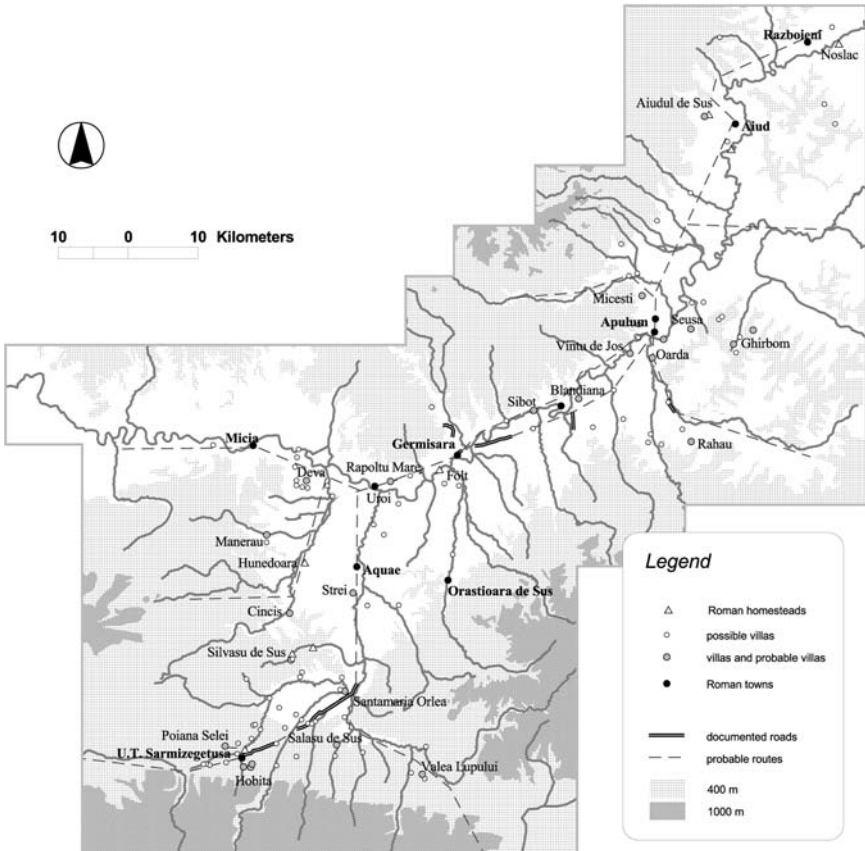 Razboieni
Noslac
Aiudul de Sus
Aiud
10 0 10 Kilometers
Micesti
Apulum
Seusa
Ghirbom
Vintu de Jos
Oarda
Blandiana
Sibot
Rahau
Micia
Germisara
Deva
Rapoltu Mare
Folt
Uroi
Manerau
Hunedoara
Aquae
Orastioara de Sus
Strei
Cincis
Silvasu de Sus
Santamaria Orlea
Poiana Selei
Salasu de Sus
U.T. Sarmizegetusa
Valea Lupului
Hobita
Legend
Roman homesteads
possible villas
villas and probable villas
Roman towns
documented roads
probable routes
400 m
1000 m